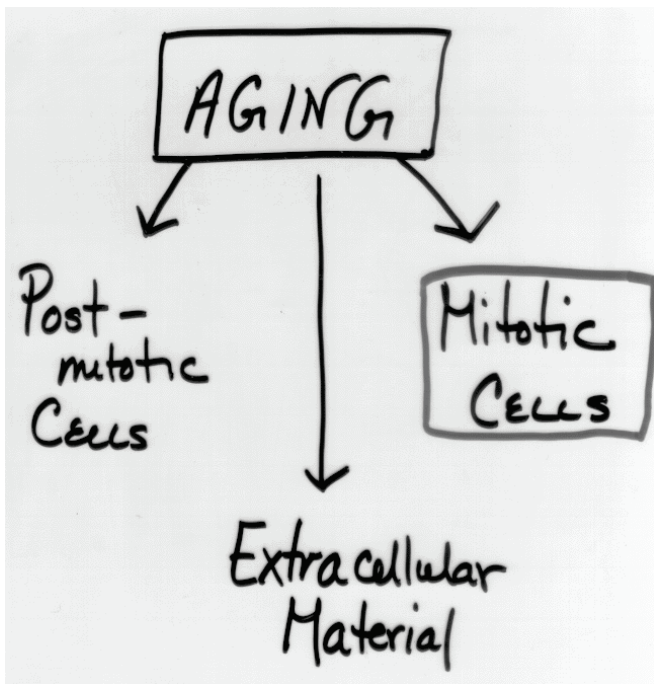 AGING
Post-
mitotic
Cells
Mitotic
Cells
Extracellular
Material